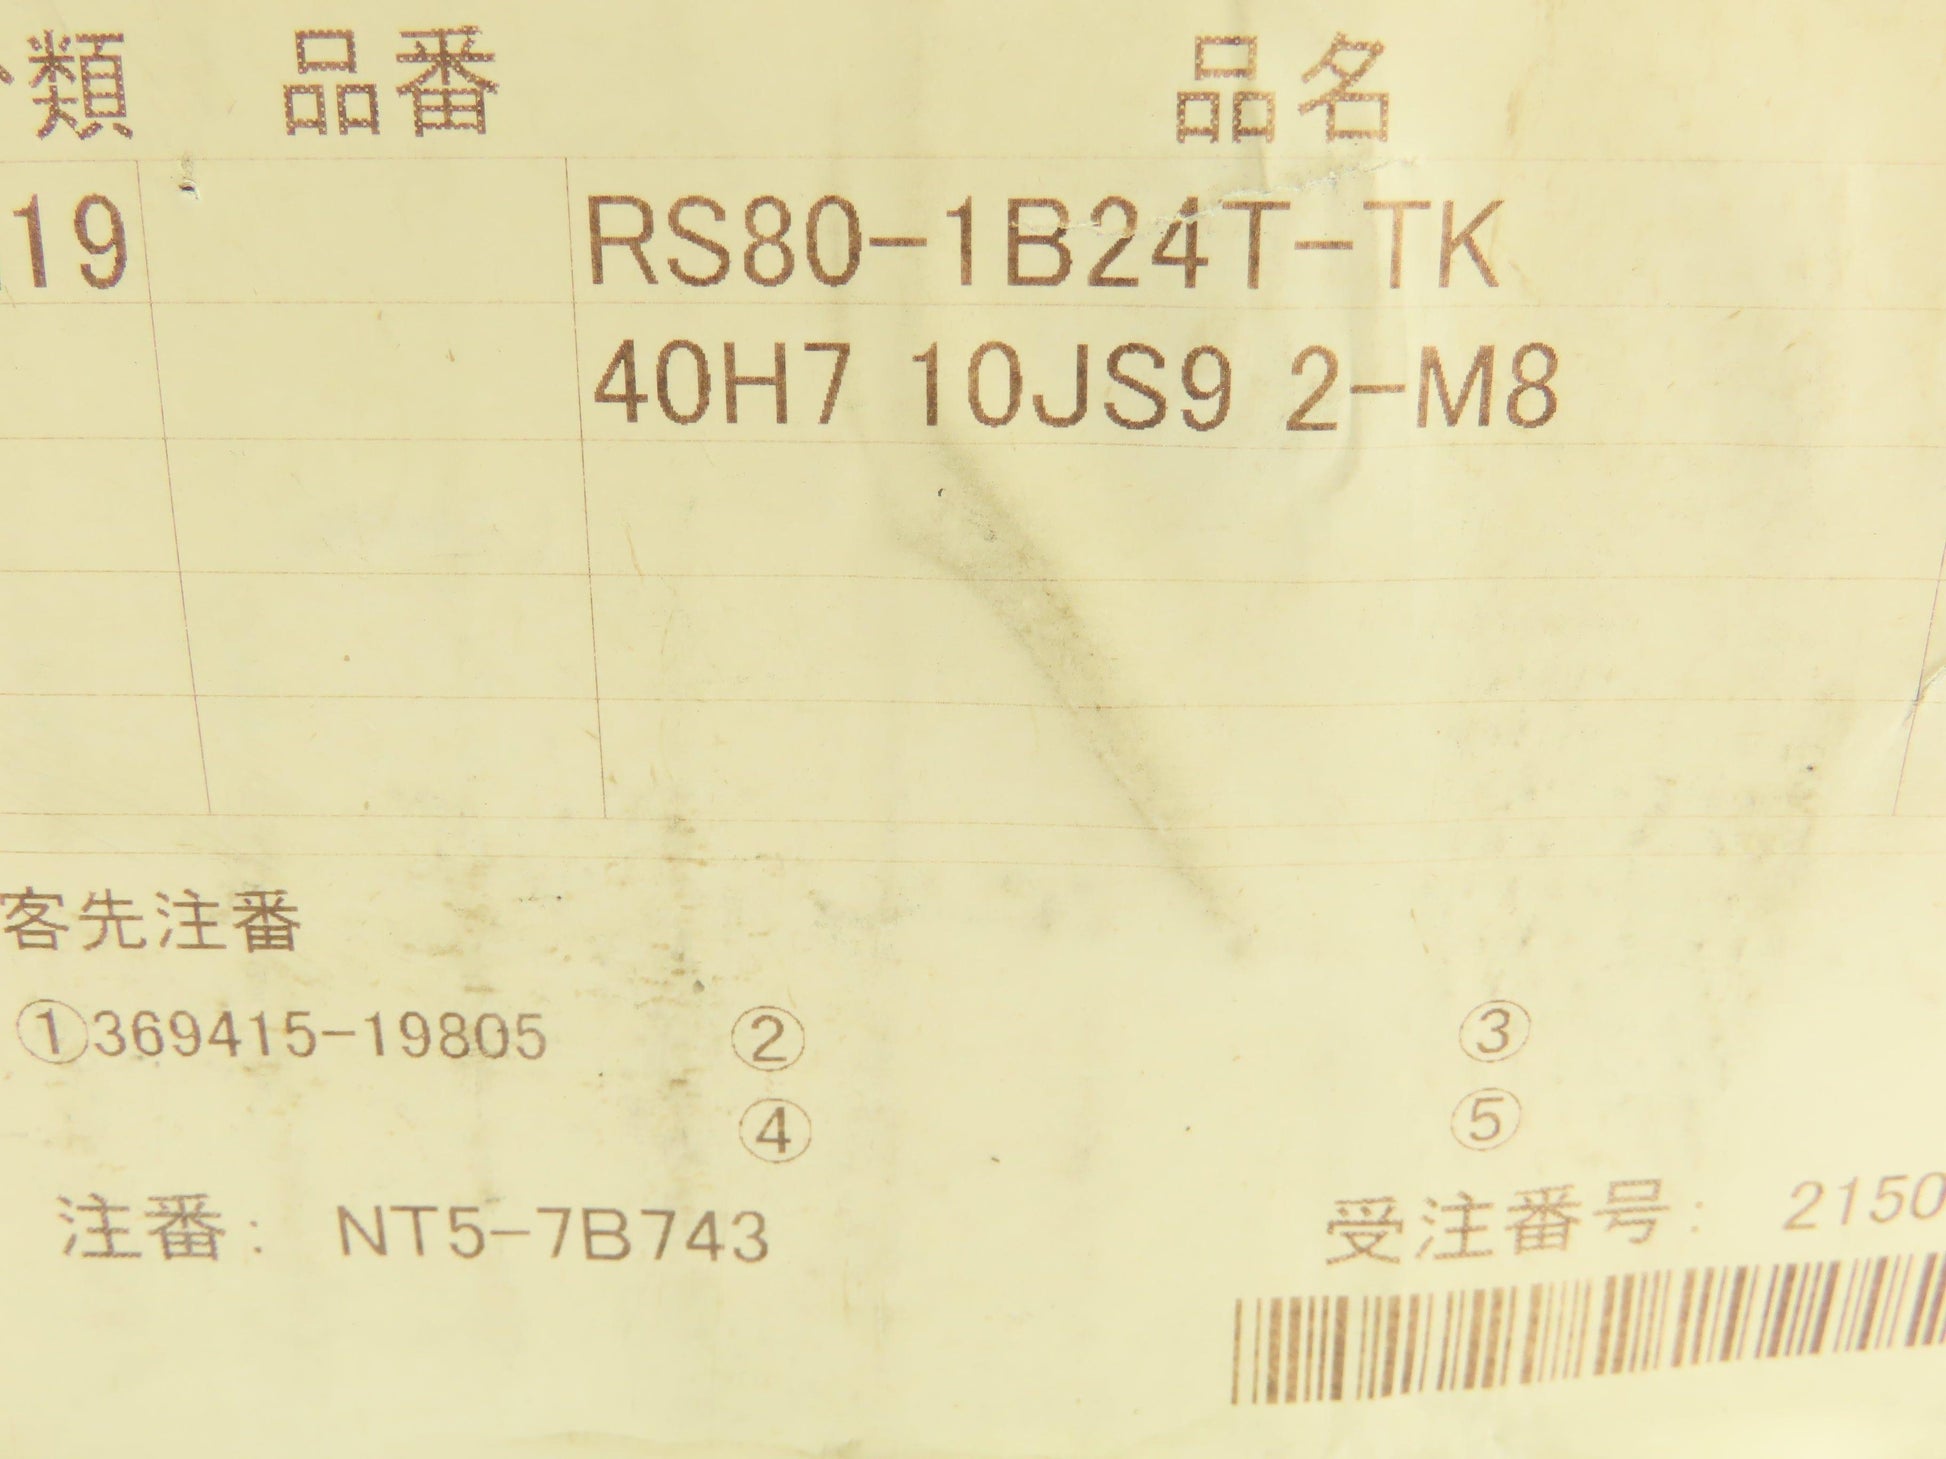 類 品番 品名
19 RS80-1B24T-TK
40H7 10JS9 2-M8
客先注番
①369415-19805 ② ③
④ ⑤
注番: NT5-7B743 受注番号: 2150